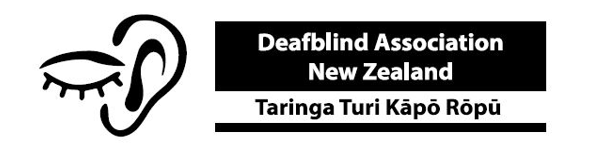 Deafblind Association
New Zealand
Taringa Turi Kāpō Rōpū